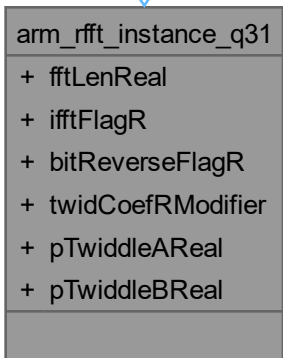 arm_rfft_instance_q31
+ fftLenReal
+ ifftFlagR
+ bitReverseFlagR
+ twidCoefRModifier
+ pTwiddleAReal
+ pTwiddleBReal